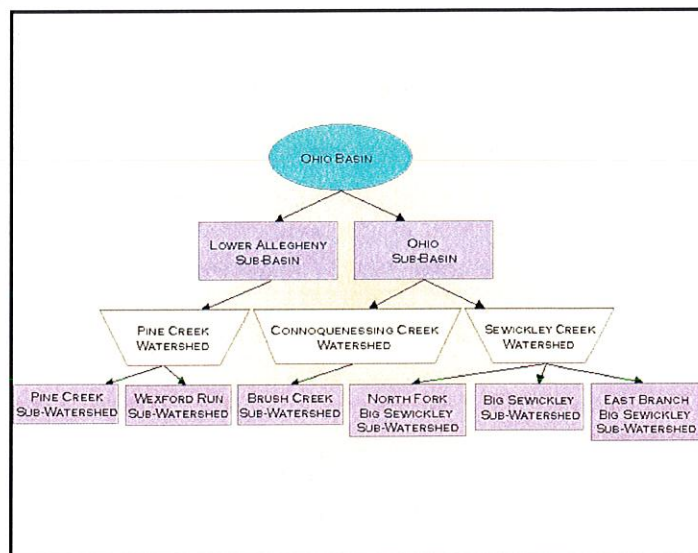 OHIO BASIN
LOWER ALLEGHENY
SUB-BASIN
OHIO
SUB-BASIN
PINE CREEK
WATERSHED
CONNOQUENESSING CREEK
WATERSHED
SEWICKLEY CREEK
WATERSHED
PINE CREEK
SUB-WATERSHED
WEXFORD RUN
SUB-WATERSHED
BRUSH CREEK
SUB-WATERSHED
NORTH FORK
BIG SEWICKLEY
SUB-WATERSHED
BIG SEWICKLEY
SUB-WATERSHED
EAST BRANCH
BIG SEWICKLEY
SUB-WATERSHED